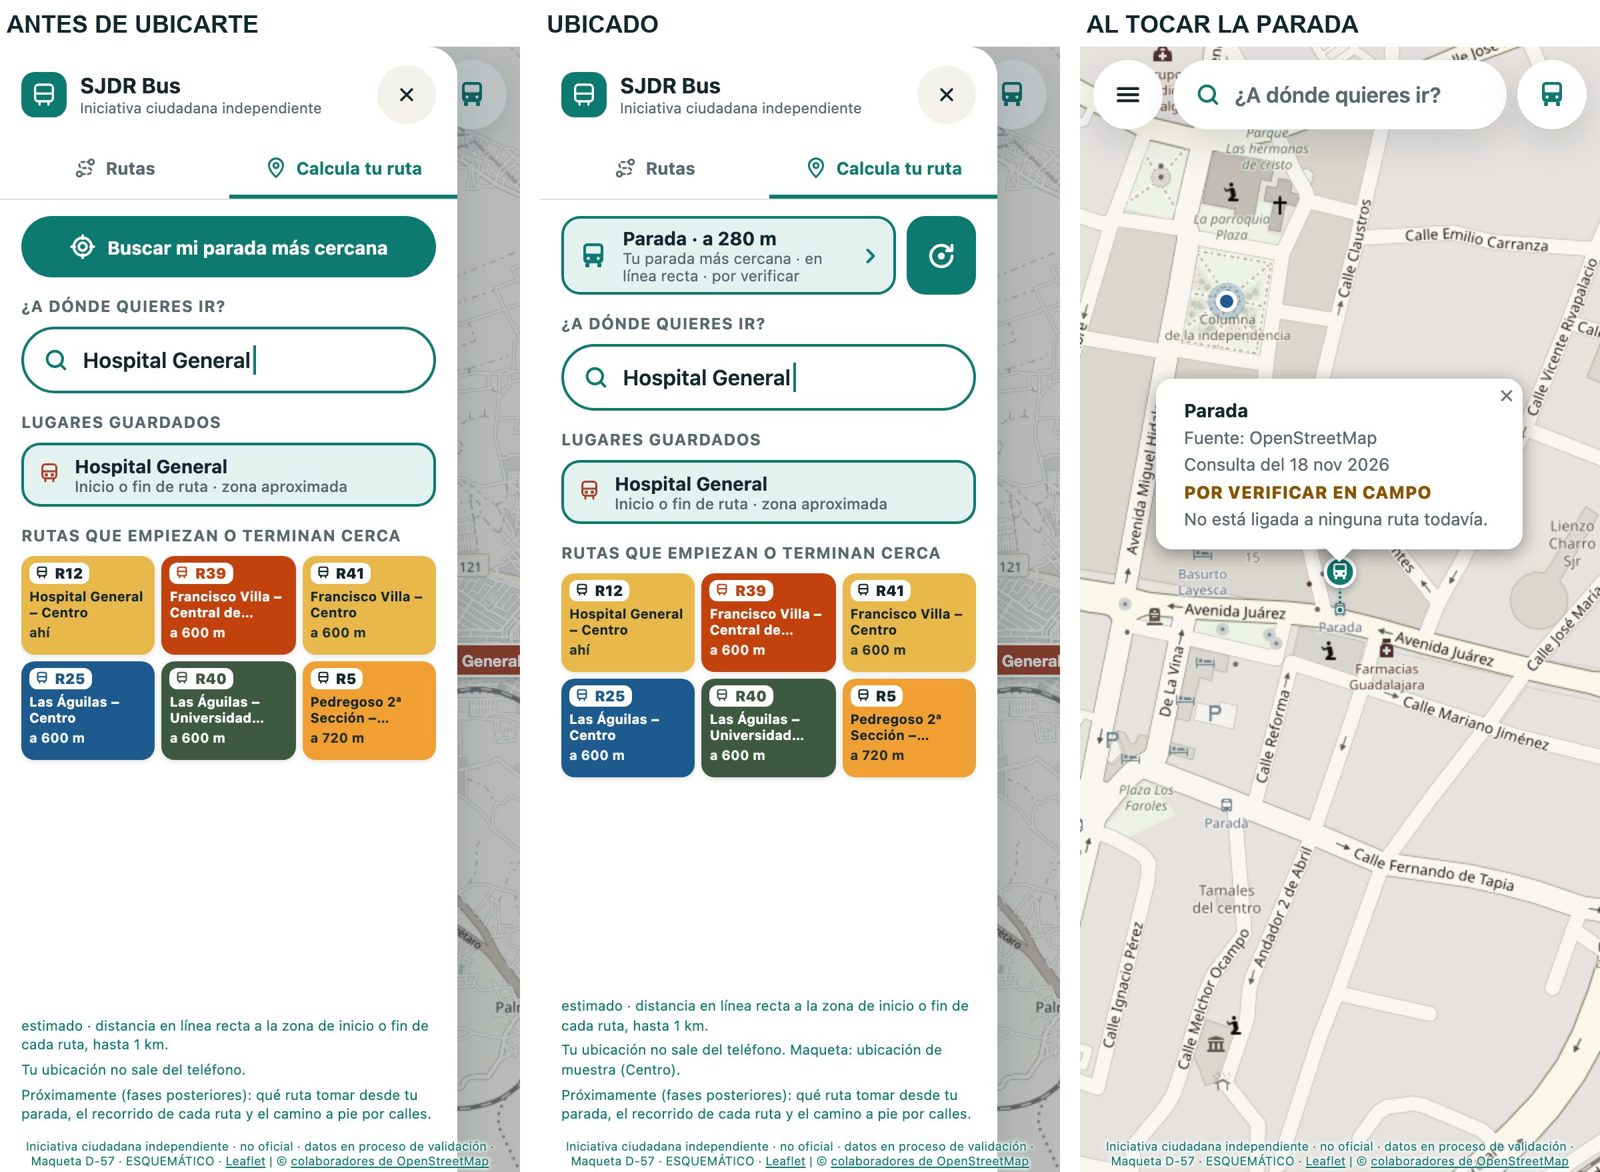 ANTES DE UBICARTE
SJDR Bus
Iniciativa ciudadana independiente
Rutas
Calcula tu ruta
Buscar mi parada más cercana
¿A DÓNDE QUIERES IR?
Hospital General
LUGARES GUARDADOS
Hospital General
Inicio o fin de ruta · zona aproximada
RUTAS QUE EMPIEZAN O TERMINAN CERCA
R12
Hospital General
– Centro
ahí
R39
Francisco Villa –
Central de...
a 600 m
R41
Francisco Villa –
Centro
a 600 m
R25
Las Águilas –
Centro
a 600 m
R40
Las Águilas –
Universidad...
a 600 m
R5
Pedregoso 2ª
Sección –...
a 720 m
estimado · distancia en línea recta a la zona de inicio o fin de
cada ruta, hasta 1 km.
Tu ubicación no sale del teléfono.
Próximamente (fases posteriores): qué ruta tomar desde tu
parada, el recorrido de cada ruta y el camino a pie por calles.
Iniciativa ciudadana independiente · no oficial · datos en proceso de validación ·
Maqueta D-57 · ESQUEMÁTICO · Leaflet | © colaboradores de OpenStreetMap
121
General
UBICADO
SJDR Bus
Iniciativa ciudadana independiente
Rutas
Calcula tu ruta
Parada · a 280 m
Tu parada más cercana · en
línea recta · por verificar
¿A DÓNDE QUIERES IR?
Hospital General
LUGARES GUARDADOS
Hospital General
Inicio o fin de ruta · zona aproximada
RUTAS QUE EMPIEZAN O TERMINAN CERCA
R12
Hospital General
– Centro
ahí
R39
Francisco Villa –
Central de...
a 600 m
R41
Francisco Villa –
Centro
a 600 m
R25
Las Águilas –
Centro
a 600 m
R40
Las Águilas –
Universidad...
a 600 m
R5
Pedregoso 2ª
Sección –...
a 720 m
estimado · distancia en línea recta a la zona de inicio o fin de
cada ruta, hasta 1 km.
Tu ubicación no sale del teléfono. Maqueta: ubicación de
muestra (Centro).
Próximamente (fases posteriores): qué ruta tomar desde tu
parada, el recorrido de cada ruta y el camino a pie por calles.
Iniciativa ciudadana independiente · no oficial · datos en proceso de validación ·
Maqueta D-57 · ESQUEMÁTICO · Leaflet | © colaboradores de OpenStreetMap
121
General
AL TOCAR LA PARADA
¿A dónde quieres ir?
Parque
Las hermanas
de cristo
La parroquia
Plaza
Calle Claustros
Calle Emilio Carranza
Calle Vicente Rivapalacio
Columna
de la independencia
Avenida Miguel Hidal
Parada
Fuente: OpenStreetMap
Consulta del 18 nov 2026
POR VERIFICAR EN CAMPO
No está ligada a ninguna ruta todavía.
15
Basurto
Layesca
Lienzo
Charro
Sjr
Calle José María
Avenida Juárez
Parada
Avenida Juárez
Farmacias
Guadalajara
De La Vina
Calle Reforma
Calle Mariano Jiménez
Plaza Los
Faroles
Parada
Calle Fernando de Tapia
Tamales
del centro
Andador 2 de Abril
Calle Melchor Ocampo
Calle Ignacio Pérez
Iniciativa ciudadana independiente · no oficial · datos en proceso de validación ·
Maqueta D-57 · ESQUEMÁTICO · Leaflet | © colaboradores de OpenStreetMap